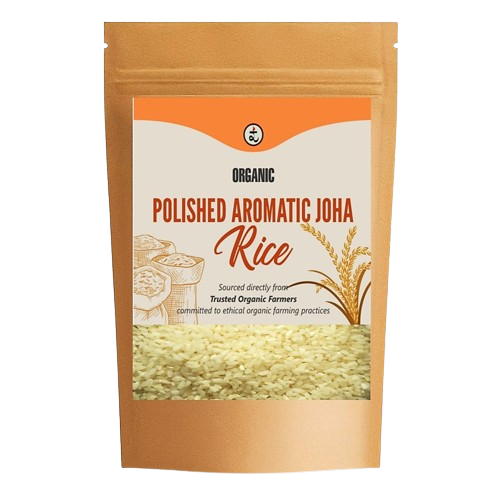 ORGANIC
POLISHED AROMATIC JOHA
Rice
Sourced directly from
Trusted Organic Farmers
committed to ethical organic farming practices